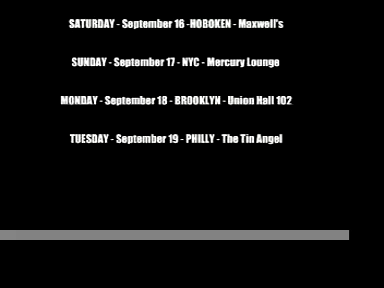 SATURDAY - September 16 -HOBOKEN - Maxwell's
SUNDAY - September 17 - NYC - Mercury Lounge
MONDAY - September 18 - BROOKLYN - Union Hall 102
TUESDAY - September 19 - PHILLY - The Tin Angel